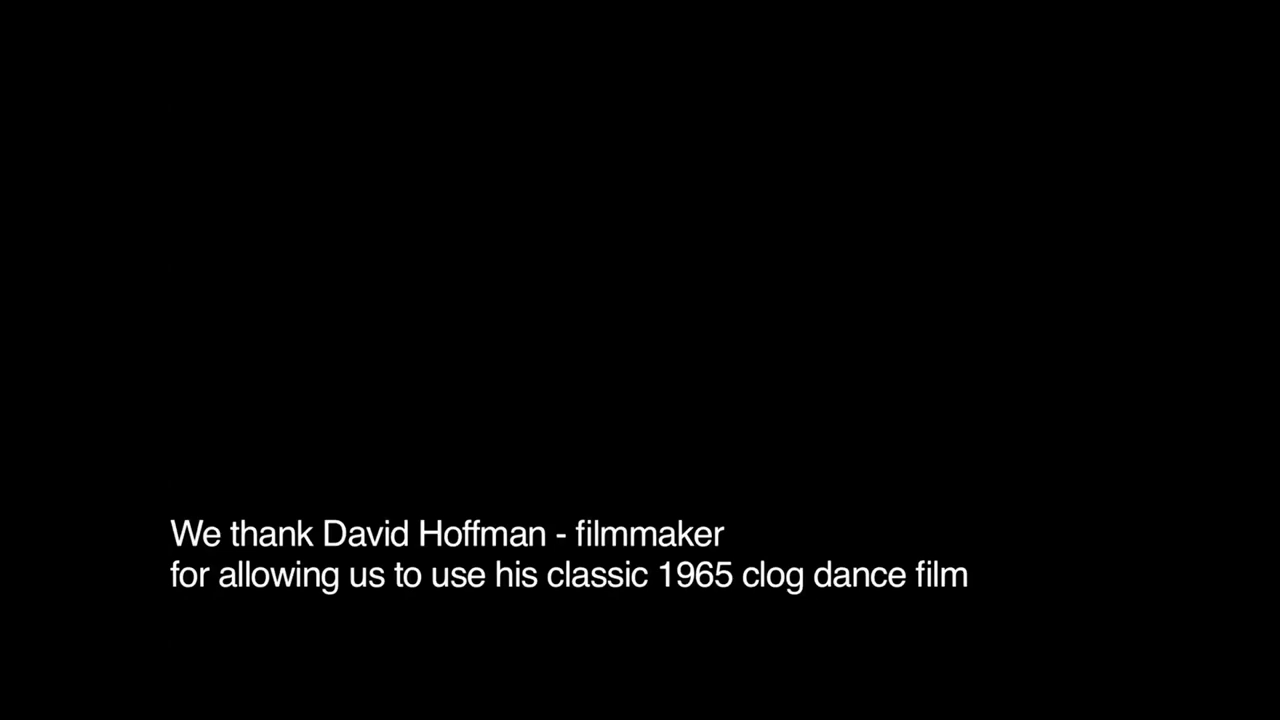 We thank David Hoffman - filmmaker
for allowing us to use his classic 1965 clog dance film